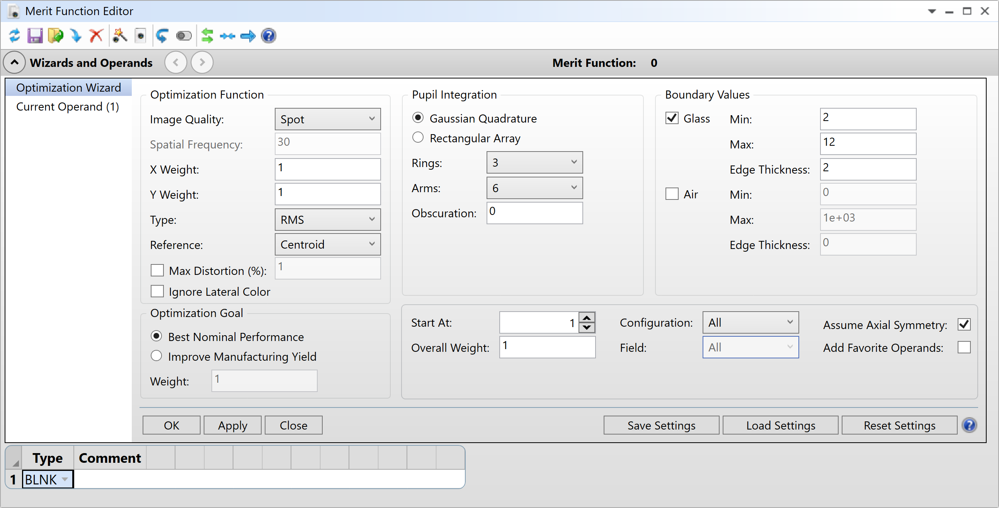 Merit Function Editor
Wizards and Operands
Merit Function: 0
Optimization Wizard
Current Operand (1)
Optimization Function
Image Quality: Spot
Spatial Frequency: 30
X Weight: 1
Y Weight: 1
Type: RMS
Reference: Centroid
Max Distortion (%): 1
Ignore Lateral Color
Optimization Goal
Best Nominal Performance
Improve Manufacturing Yield
Weight: 1
Pupil Integration
Gaussian Quadrature
Rectangular Array
Rings: 3
Arms: 6
Obscuration: 0
Boundary Values
Glass Min: 2
Max: 12
Edge Thickness: 2
Air Min: 0
Max: 1e+03
Edge Thickness: 0
Start At: 1 Configuration: All Assume Axial Symmetry:
Overall Weight: 1 Field: All Add Favorite Operands:
OK Apply Close Save Settings Load Settings Reset Settings ?
Type Comment
1 BLNK